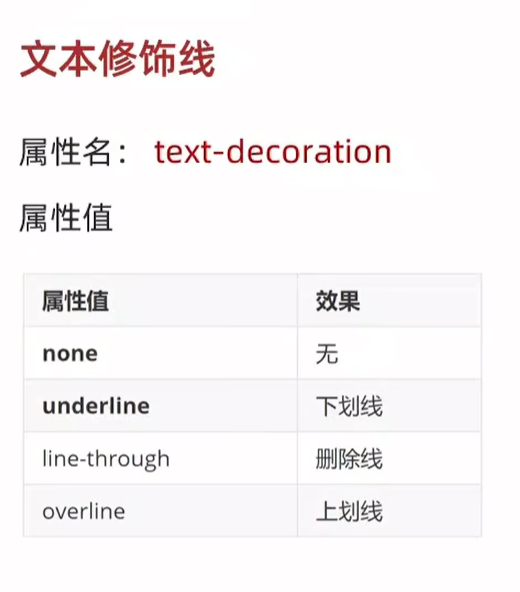 文本修饰线
属性名： text-decoration
属性值
属性值 效果
none 无
underline 下划线
line-through 删除线
overline 上划线